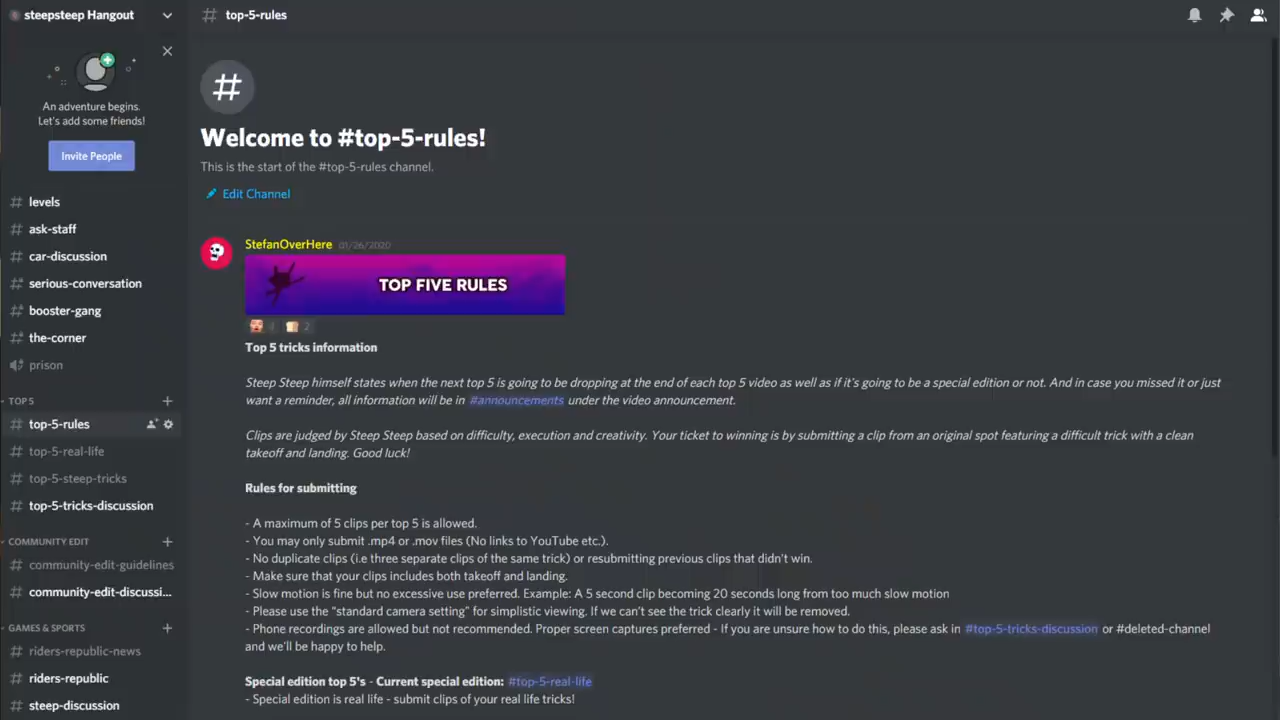 steepsteep Hangout
An adventure begins.
Let's add some friends!
Invite People
levels
ask-staff
car-discussion
serious-conversation
booster-gang
the-corner
prison
TOP 5
top-5-rules
top-5-real-life
top-5-steep-tricks
top-5-tricks-discussion
COMMUNITY EDIT
community-edit-guidelines
community-edit-discussi...
GAMES & SPORTS
riders-republic-news
riders-republic
steep-discussion
# top-5-rules
#
Welcome to #top-5-rules!
This is the start of the #top-5-rules channel.
Edit Channel
StefanOverHere 01/26/2020
TOP FIVE RULES
4 2
Top 5 tricks information
Steep Steep himself states when the next top 5 is going to be dropping at the end of each top 5 video as well as if it's going to be a special edition or not. And in case you missed it or just
want a reminder, all information will be in #announcements under the video announcement.
Clips are judged by Steep Steep based on difficulty, execution and creativity. Your ticket to winning is by submitting a clip from an original spot featuring a difficult trick with a clean
takeoff and landing. Good luck!
Rules for submitting
- A maximum of 5 clips per top 5 is allowed.
- You may only submit .mp4 or .mov files (No links to YouTube etc.).
- No duplicate clips (i.e three separate clips of the same trick) or resubmitting previous clips that didn't win.
- Make sure that your clips includes both takeoff and landing.
- Slow motion is fine but no excessive use preferred. Example: A 5 second clip becoming 20 seconds long from too much slow motion
- Please use the "standard camera setting" for simplistic viewing. If we can't see the trick clearly it will be removed.
- Phone recordings are allowed but not recommended. Proper screen captures preferred - If you are unsure how to do this, please ask in #top-5-tricks-discussion or #deleted-channel
and we'll be happy to help.
Special edition top 5's - Current special edition: #top-5-real-life
- Special edition is real life - submit clips of your real life tricks!